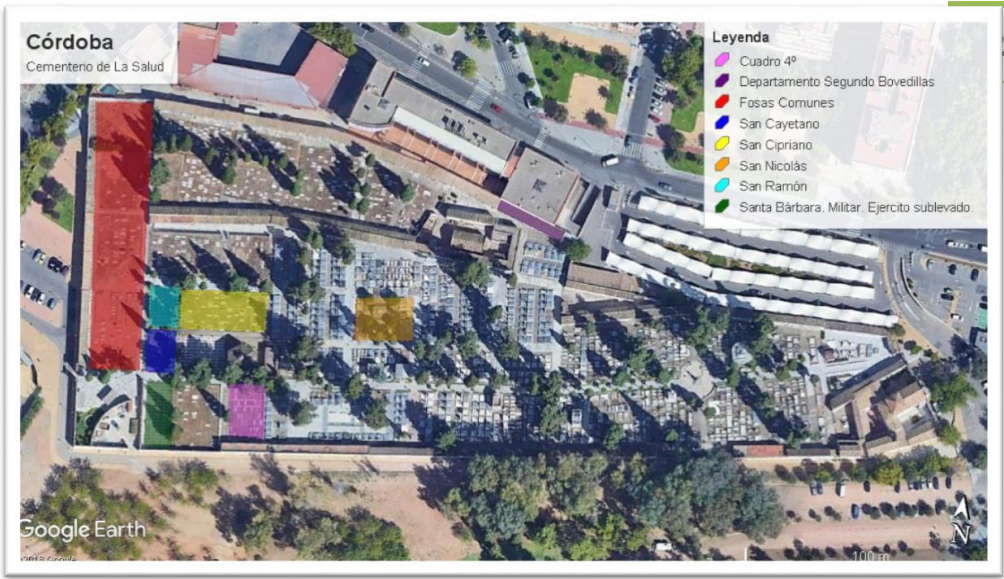 Córdoba
Cementerio de La Salud
Leyenda
Cuadro 4º
Departamento Segundo Bovedillas
Fosas Comunes
San Cayetano
San Cipriano
San Nicolás
San Ramón
Santa Bárbara. Militar. Ejercito sublevado.
Google Earth
N
100 m